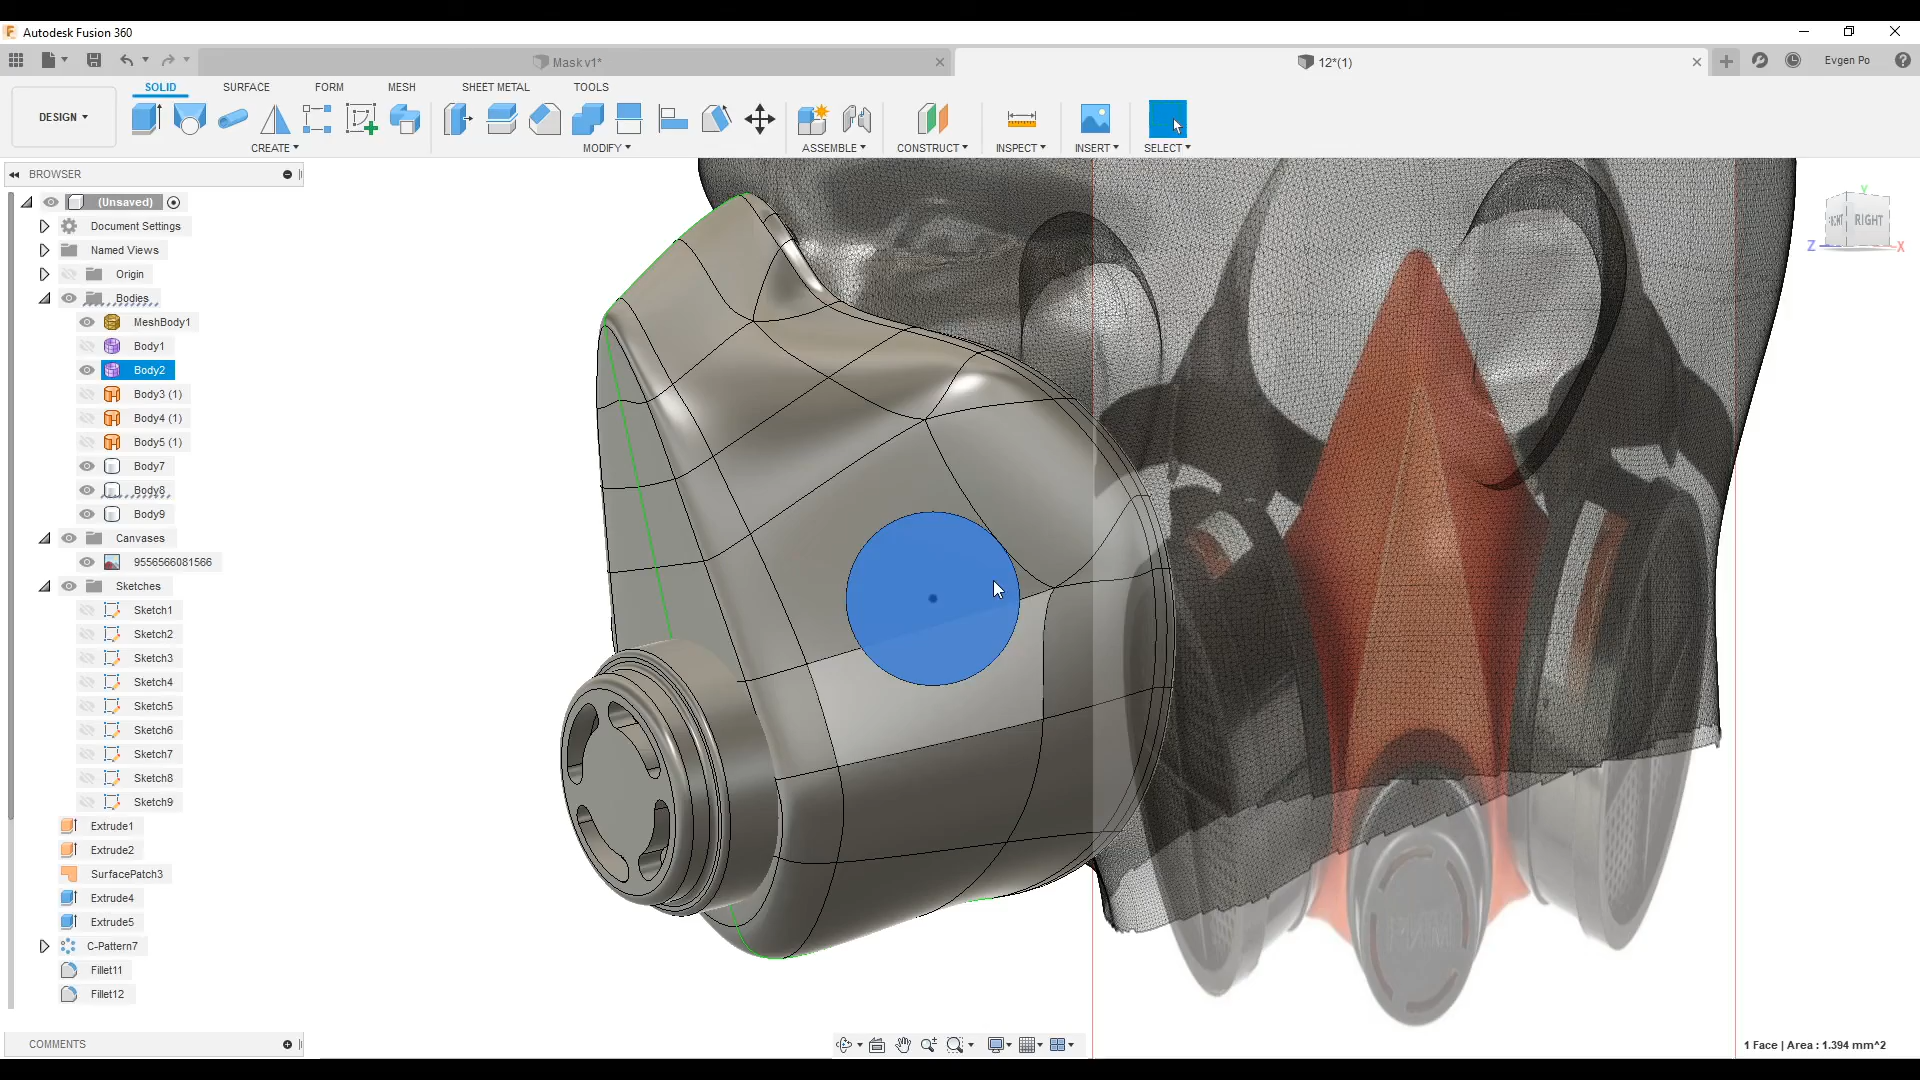 Autodesk Fusion 360
Mask v1*
12*(1)
Evgen Po
SOLID
SURFACE
FORM
MESH
SHEET METAL
TOOLS
DESIGN
CREATE
MODIFY
ASSEMBLE
CONSTRUCT
INSPECT
INSERT
SELECT
BROWSER
(Unsaved)
Document Settings
Named Views
Origin
Bodies
MeshBody1
Body1
Body2
Body3 (1)
Body4 (1)
Body5 (1)
Body7
Body8
Body9
Canvases
9556566081566
Sketches
Sketch1
Sketch2
Sketch3
Sketch4
Sketch5
Sketch6
Sketch7
Sketch8
Sketch9
Extrude1
Extrude2
SurfacePatch3
Extrude4
Extrude5
C-Pattern7
Fillet11
Fillet12
Y
RIGHT
Z
X
COMMENTS
1 Face | Area : 1.394 mm^2